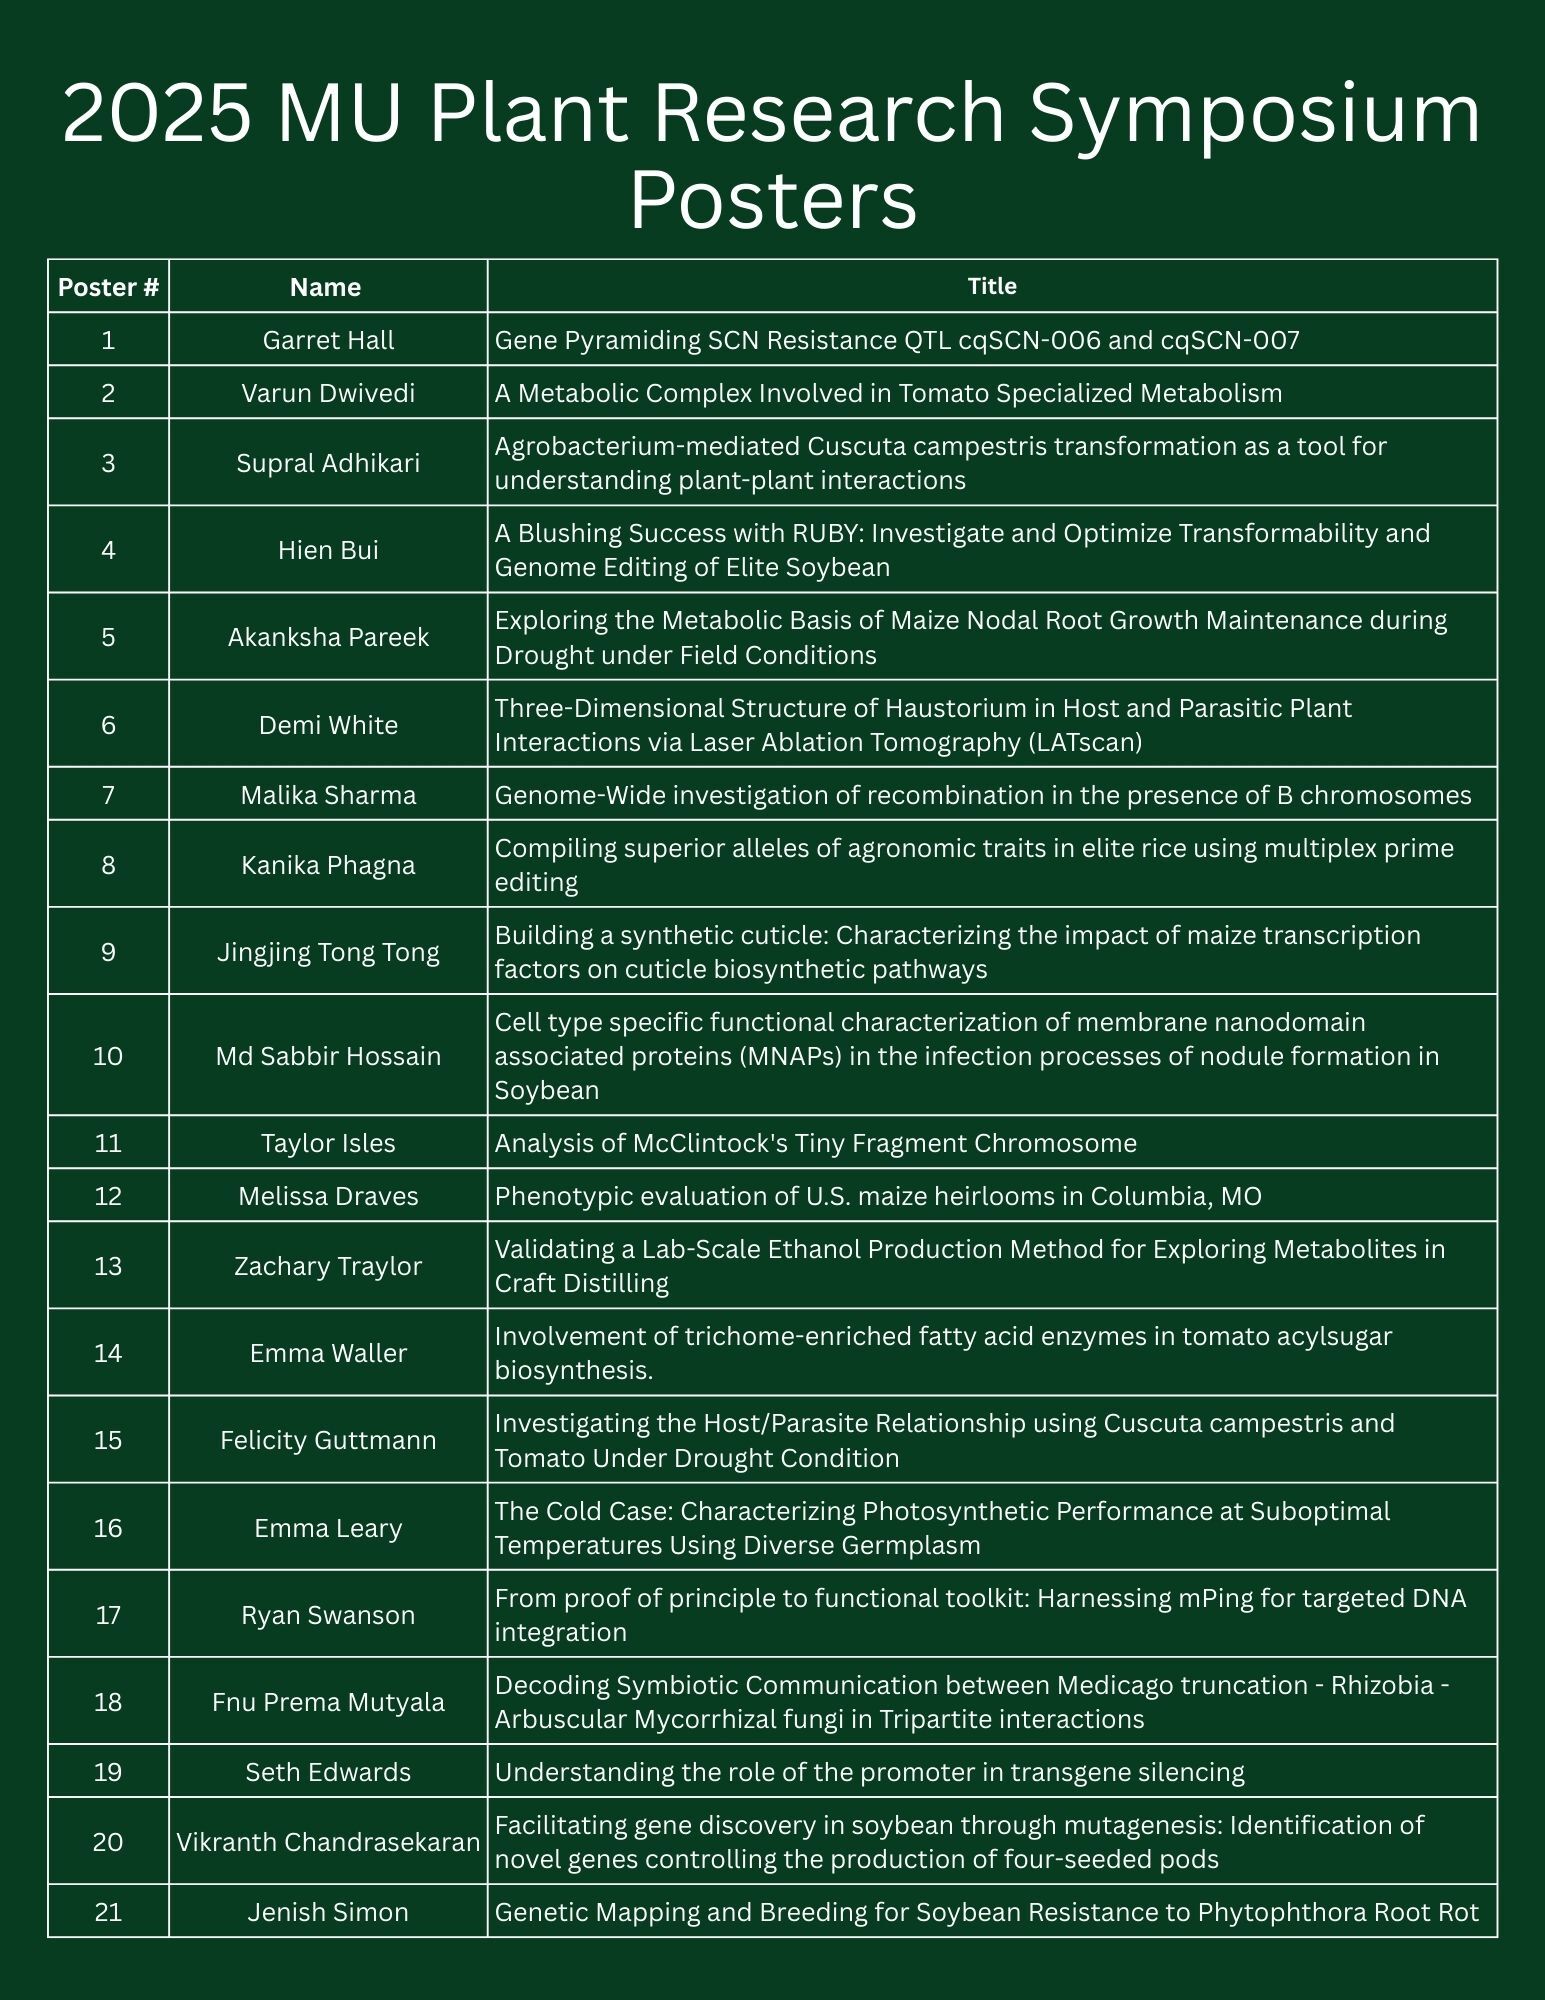 2025 MU Plant Research Symposium
Posters
Poster # Name Title
1 Garret Hall Gene Pyramiding SCN Resistance QTL cqSCN-006 and cqSCN-007
2 Varun Dwivedi A Metabolic Complex Involved in Tomato Specialized Metabolism
3 Supral Adhikari Agrobacterium-mediated Cuscuta campestris transformation as a tool for
understanding plant-plant interactions
4 Hien Bui A Blushing Success with RUBY: Investigate and Optimize Transformability and
Genome Editing of Elite Soybean
5 Akanksha Pareek Exploring the Metabolic Basis of Maize Nodal Root Growth Maintenance during
Drought under Field Conditions
6 Demi White Three-Dimensional Structure of Haustorium in Host and Parasitic Plant
Interactions via Laser Ablation Tomography (LATscan)
7 Malika Sharma Genome-Wide investigation of recombination in the presence of B chromosomes
8 Kanika Phagna Compiling superior alleles of agronomic traits in elite rice using multiplex prime
editing
9 Jingjing Tong Tong Building a synthetic cuticle: Characterizing the impact of maize transcription
factors on cuticle biosynthetic pathways
10 Md Sabbir Hossain Cell type specific functional characterization of membrane nanodomain
associated proteins (MNAPs) in the infection processes of nodule formation in
Soybean
11 Taylor Isles Analysis of McClintock's Tiny Fragment Chromosome
12 Melissa Draves Phenotypic evaluation of U.S. maize heirlooms in Columbia, MO
13 Zachary Traylor Validating a Lab-Scale Ethanol Production Method for Exploring Metabolites in
Craft Distilling
14 Emma Waller Involvement of trichome-enriched fatty acid enzymes in tomato acylsugar
biosynthesis.
15 Felicity Guttmann Investigating the Host/Parasite Relationship using Cuscuta campestris and
Tomato Under Drought Condition
16 Emma Leary The Cold Case: Characterizing Photosynthetic Performance at Suboptimal
Temperatures Using Diverse Germplasm
17 Ryan Swanson From proof of principle to functional toolkit: Harnessing mPing for targeted DNA
integration
18 Fnu Prema Mutyala Decoding Symbiotic Communication between Medicago truncation - Rhizobia -
Arbuscular Mycorrhizal fungi in Tripartite interactions
19 Seth Edwards Understanding the role of the promoter in transgene silencing
20 Vikranth Chandrasekaran Facilitating gene discovery in soybean through mutagenesis: Identification of
novel genes controlling the production of four-seeded pods
21 Jenish Simon Genetic Mapping and Breeding for Soybean Resistance to Phytophthora Root Rot